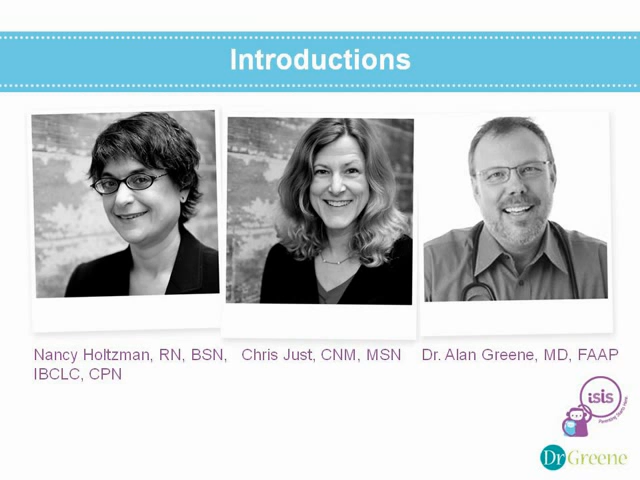 Introductions
Nancy Holtzman, RN, BSN,
IBCLC, CPN
Chris Just, CNM, MSN
Dr. Alan Greene, MD, FAAP
isis
DrGreene